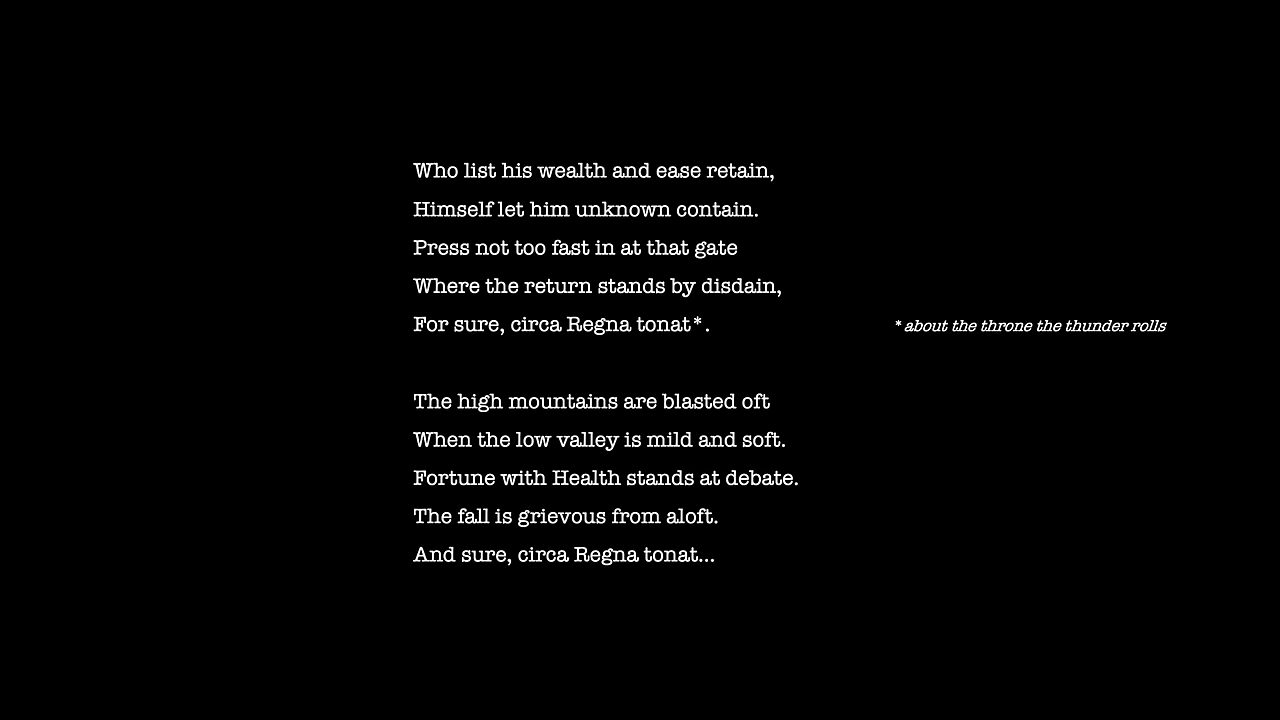 Who list his wealth and ease retain,
Himself let him unknown contain.
Press not too fast in at that gate
Where the return stands by disdain,
For sure, circa Regna tonat*.
*about the throne the thunder rolls
The high mountains are blasted oft
When the low valley is mild and soft.
Fortune with Health stands at debate.
The fall is grievous from aloft.
And sure, circa Regna tonat...